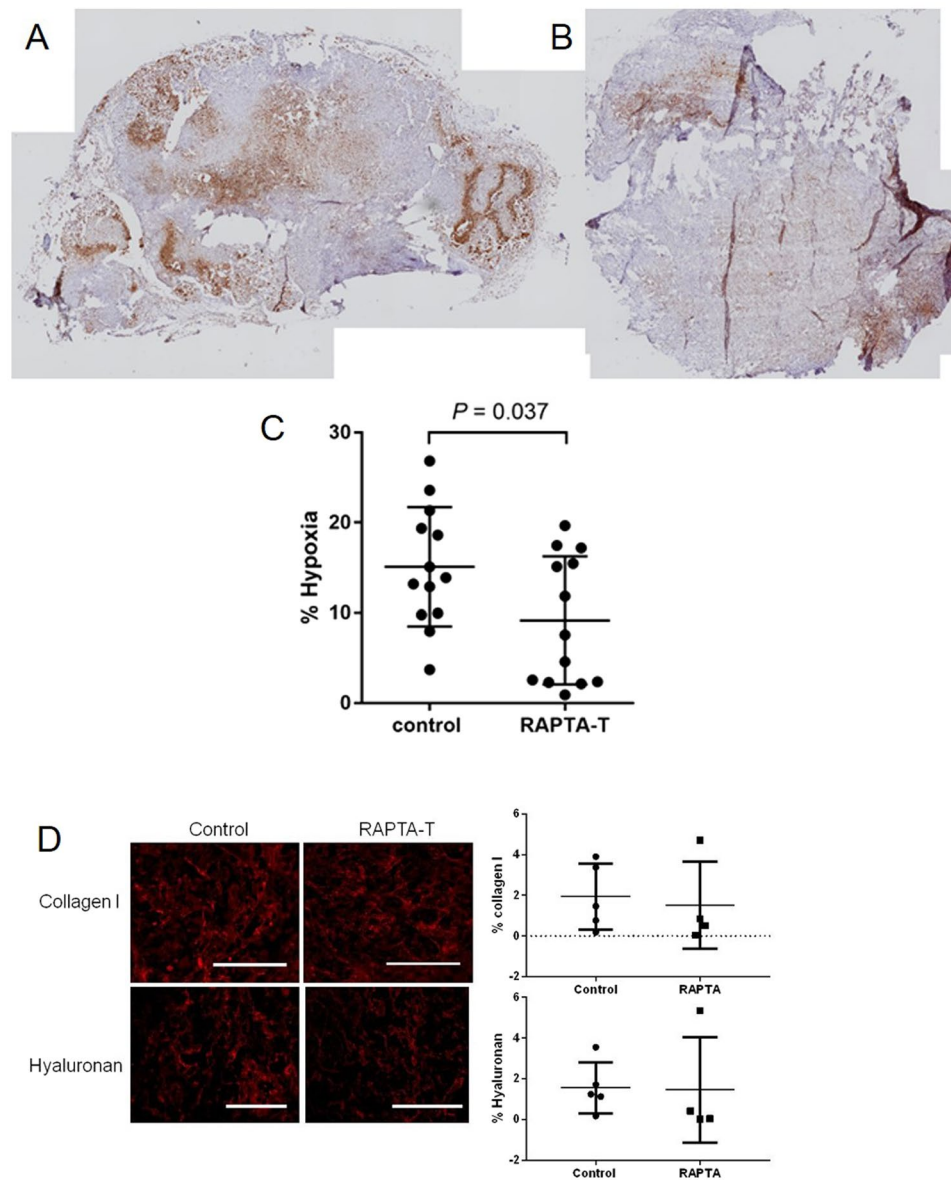 A
B
C
P = 0.037
30
20
10
0
% Hypoxia
control
RAPTA-T
D
Control
RAPTA-T
Collagen I
Hyaluronan
6
4
2
0
-2
% collagen I
Control
RAPTA
6
4
2
0
-2
% Hyaluronan
Control
RAPTA